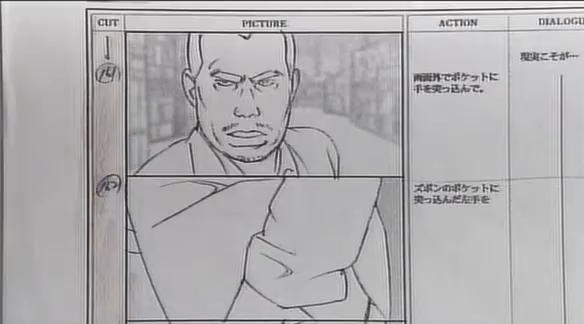 CUT
PICTURE
ACTION
DIALOGU
現実こそが…
画面外でポケットに
手を突っ込んで。
ズボンのポケットに
突っ込んだ左手を